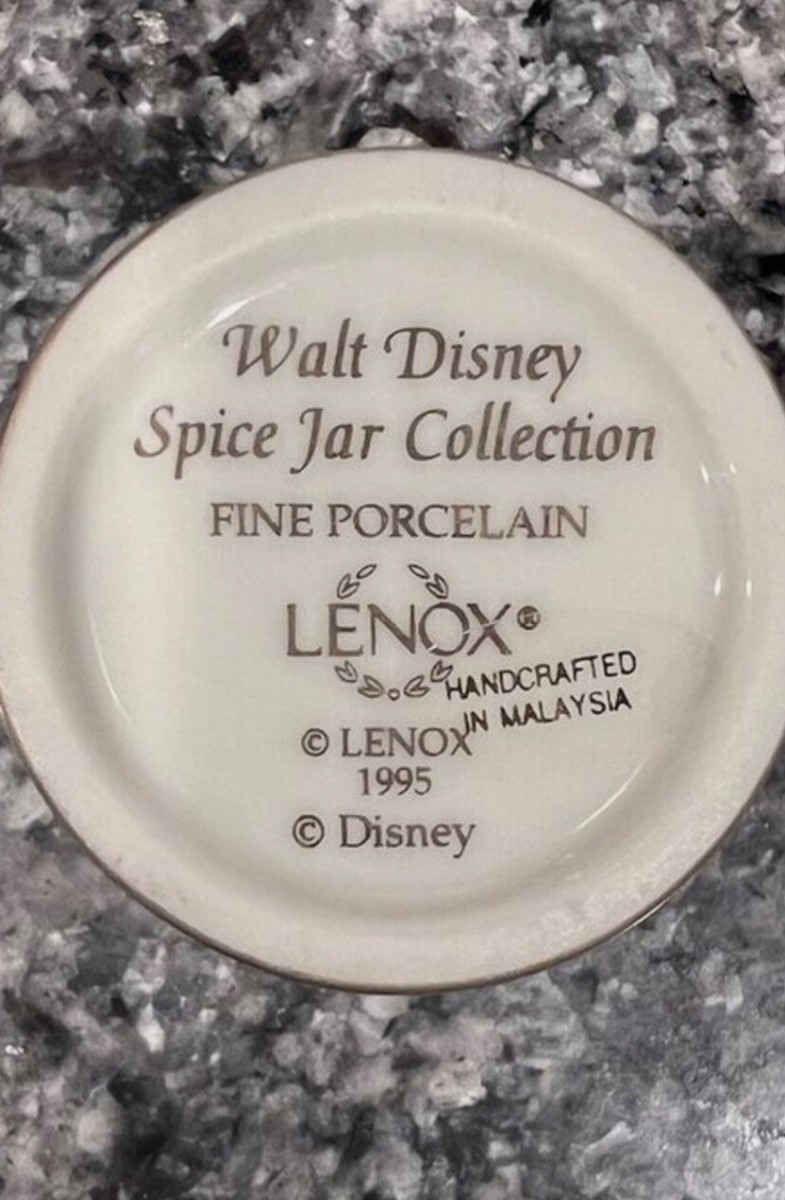 Walt Disney
Spice Jar Collection
FINE PORCELAIN
LENOX®
HANDCRAFTED
IN MALAYSIA
© LENOX
1995
© Disney